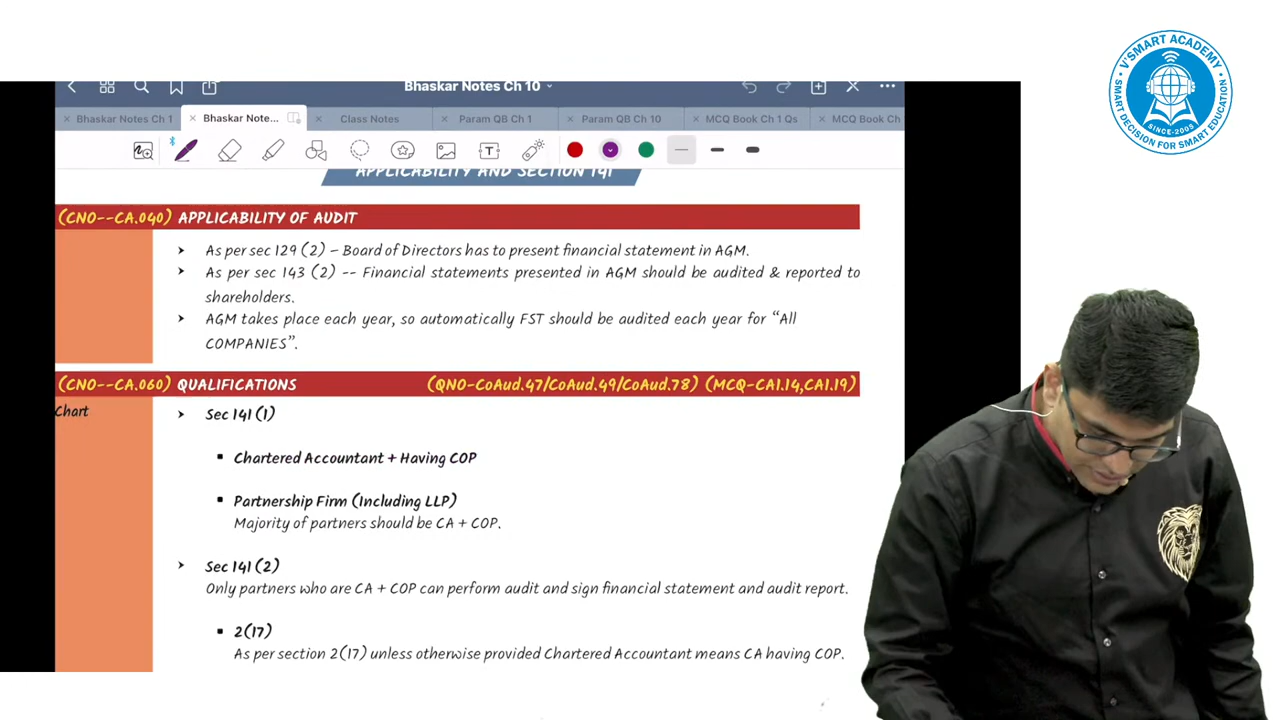 V'SMART ACADEMY
SMART DECISION FOR SMART EDUCATION
SINCE-2005
Bhaskar Notes Ch 10
Bhaskar Notes Ch 1
Bhaskar Note...
Class Notes
Param QB Ch 1
Param QB Ch 10
MCQ Book Ch 1 Qs
MCQ Book Ch
T
APPLICABILITY AND SECTION 141
(CNO--CA.040) APPLICABILITY OF AUDIT
➤ As per sec 129 (2) – Board of Directors has to present financial statement in AGM.
➤ As per sec 143 (2) -- Financial statements presented in AGM should be audited & reported to
shareholders.
➤ AGM takes place each year, so automatically FST should be audited each year for “All
COMPANIES”.
(CNO--CA.060) QUALIFICATIONS (QNO-CoAud.47/CoAud.49/CoAud.78) (MCQ-CA1.14,CA1.19)
Chart
➤ Sec 141 (1)
▪ Chartered Accountant + Having COP
▪ Partnership Firm (Including LLP)
Majority of partners should be CA + COP.
➤ Sec 141 (2)
Only partners who are CA + COP can perform audit and sign financial statement and audit report.
▪ 2(17)
As per section 2(17) unless otherwise provided Chartered Accountant means CA having COP.